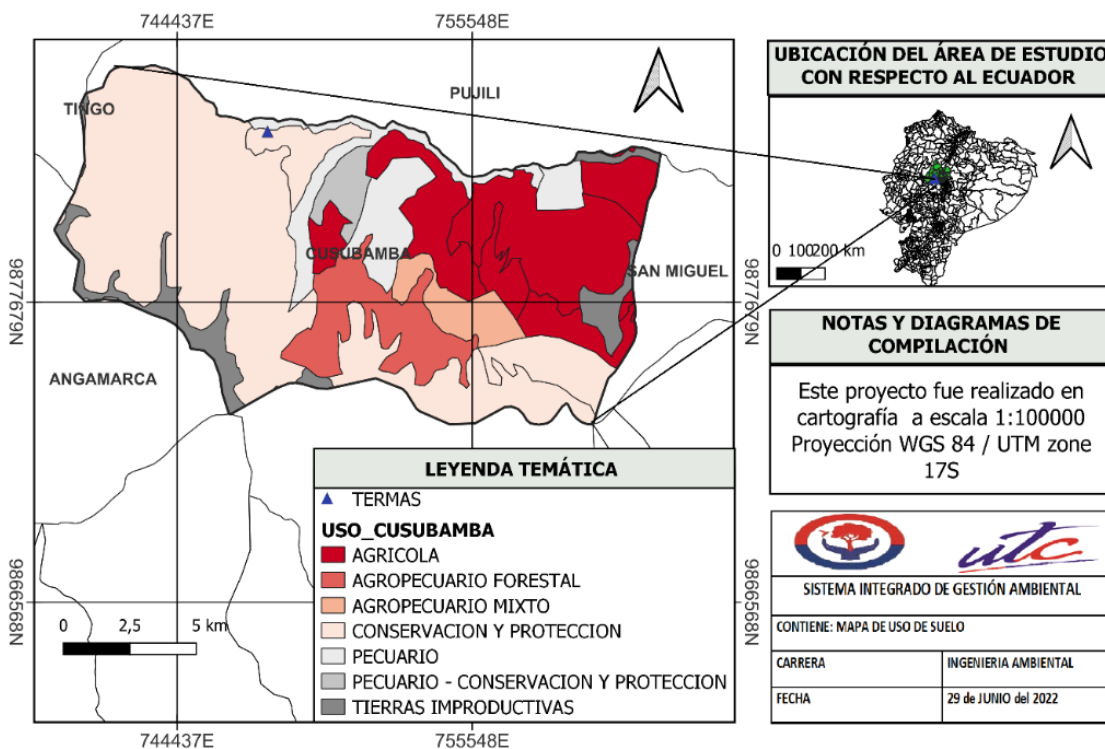 744437E
755548E
TINGO
PUJILI
CUSUBAMBA
SAN MIGUEL
ANGAMARCA
9877679N
9877679N
9866568N
9866568N
0 2,5 5 km
LEYENDA TEMÁTICA
TERMAS
USO_CUSUBAMBA
AGRICOLA
AGROPECUARIO FORESTAL
AGROPECUARIO MIXTO
CONSERVACION Y PROTECCION
PECUARIO
PECUARIO - CONSERVACION Y PROTECCION
TIERRAS IMPRODUCTIVAS
744437E
755548E
UBICACIÓN DEL ÁREA DE ESTUDIO
CON RESPECTO AL ECUADOR
0 100200 km
NOTAS Y DIAGRAMAS DE
COMPILACIÓN
Este proyecto fue realizado en
cartografía a escala 1:100000
Proyección WGS 84 / UTM zone
17S
utc
SISTEMA INTEGRADO DE GESTIÓN AMBIENTAL
CONTIENE: MAPA DE USO DE SUELO
CARRERA INGENIERIA AMBIENTAL
FECHA 29 de JUNIO del 2022